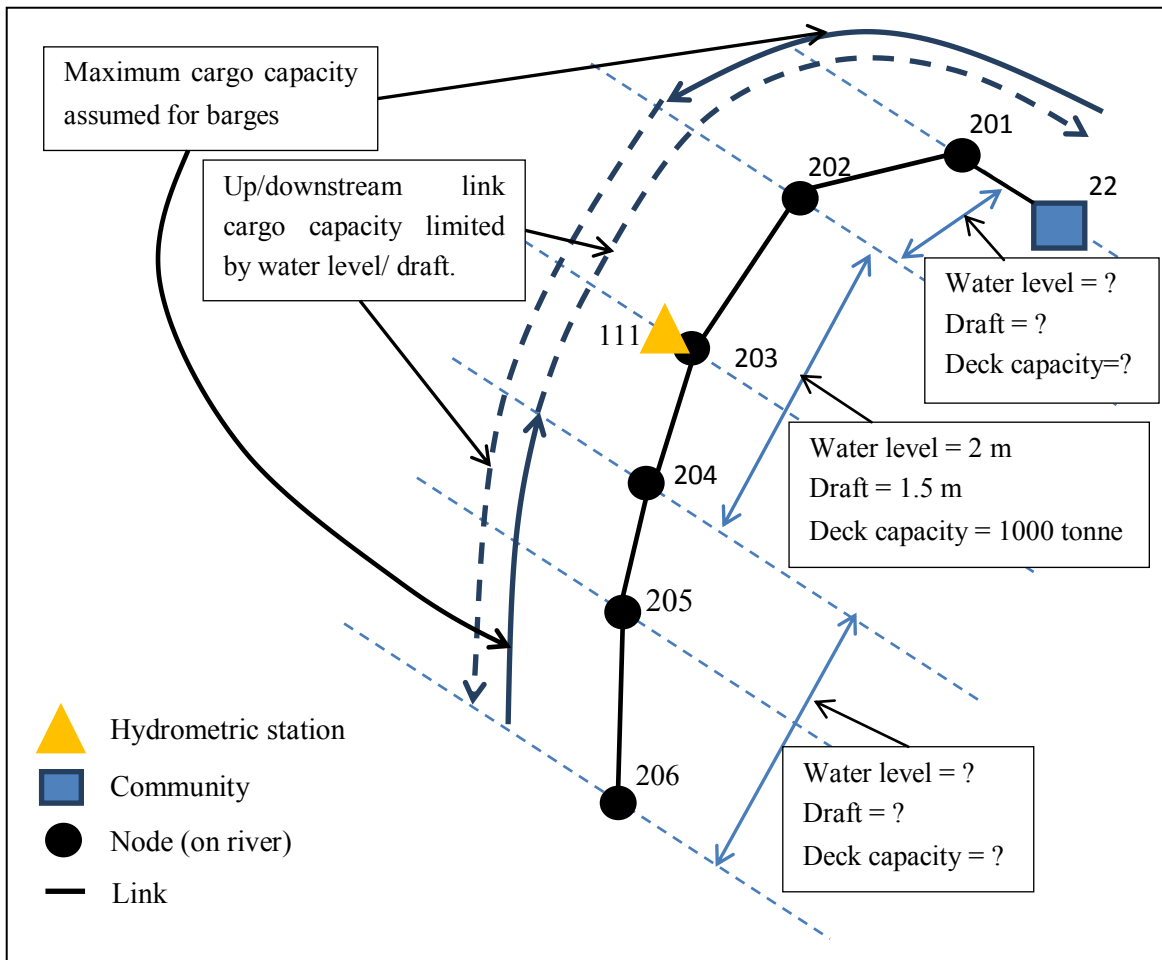 Maximum cargo capacity
assumed for barges
Up/downstream link
cargo capacity limited
by water level/ draft.
201
202
22
Water level = ?
Draft = ?
Deck capacity=?
111
203
Water level = 2 m
Draft = 1.5 m
Deck capacity = 1000 tonne
204
205
206
Water level = ?
Draft = ?
Deck capacity = ?
Hydrometric station
Community
Node (on river)
Link